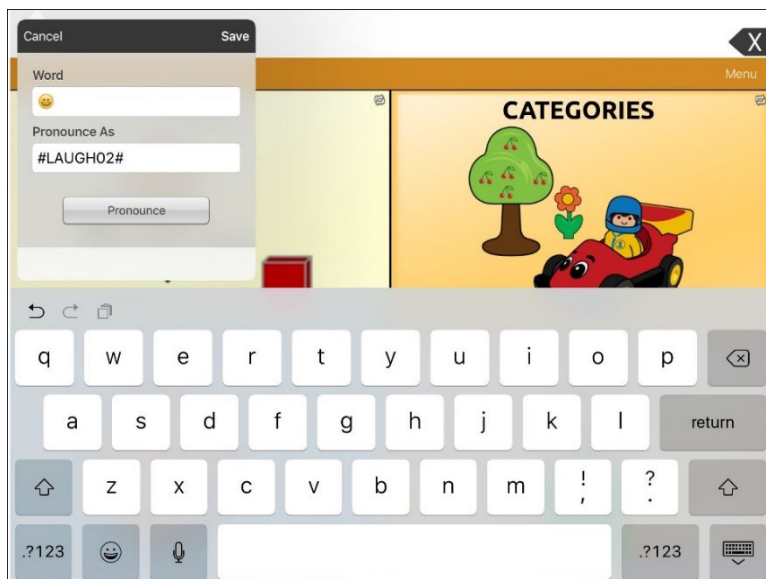 Cancel Save
X
Menu
Word
😀
Pronounce As
#LAUGH02#
Pronounce
CATEGORIES
q w e r t y u i o p
a s d f g h j k l return
z x c v b n m ! , ? .
.?123 .?123